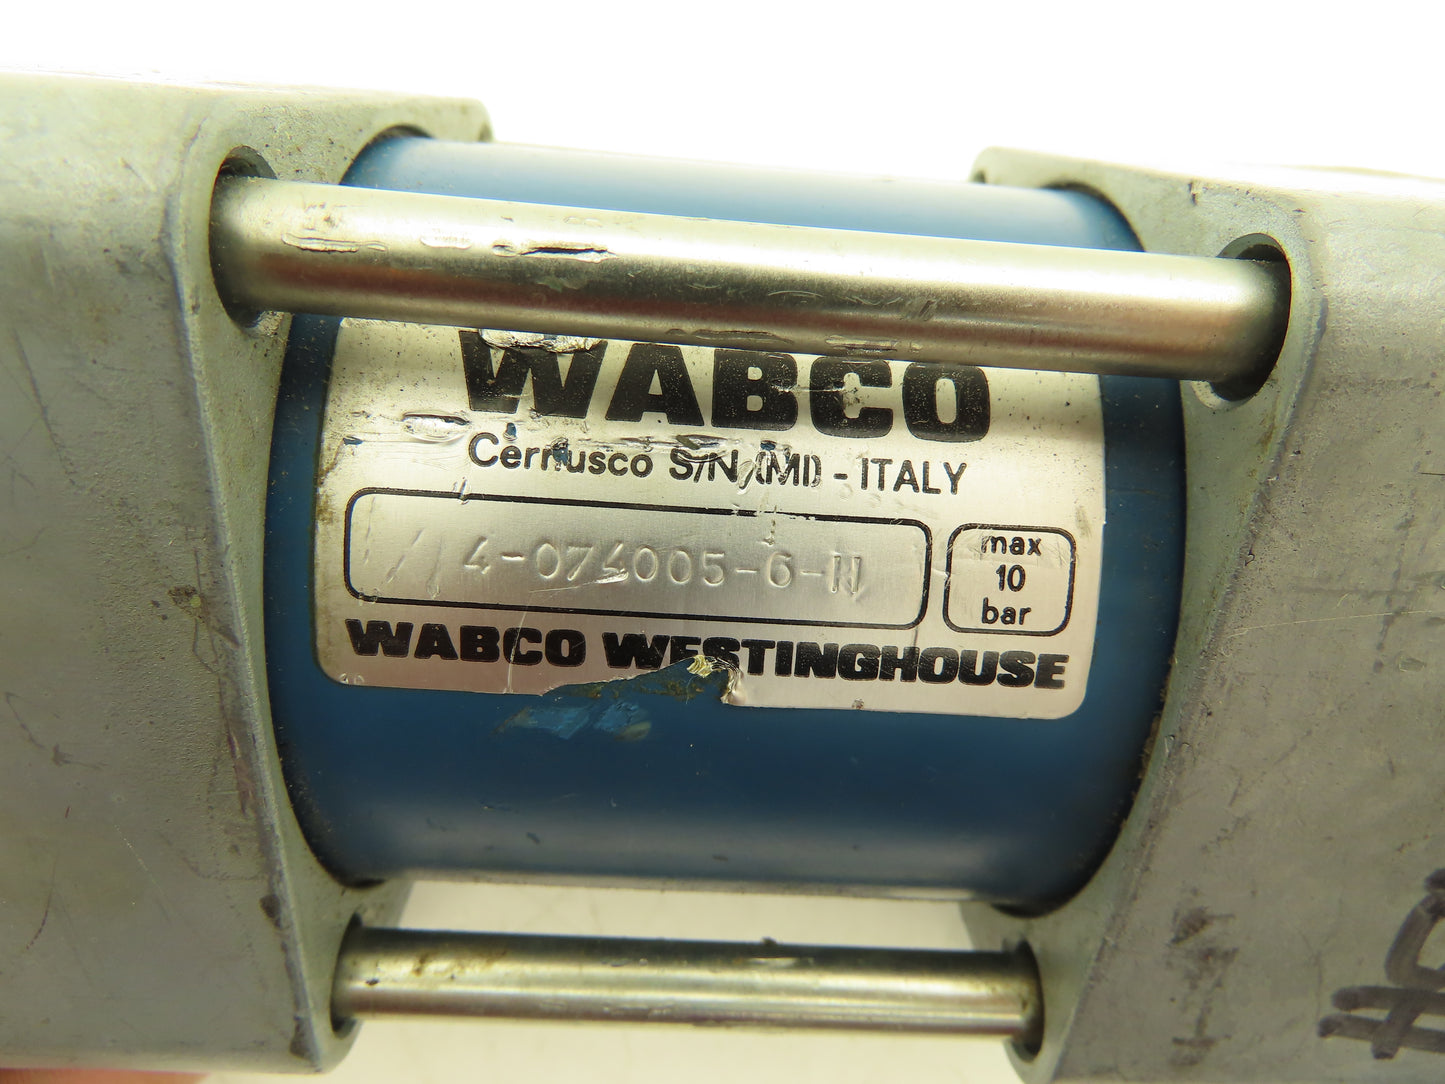 WABCO
Cernusco S/N (MI) - ITALY
4-074005-6-N
max
10
bar
WABCO WESTINGHOUSE